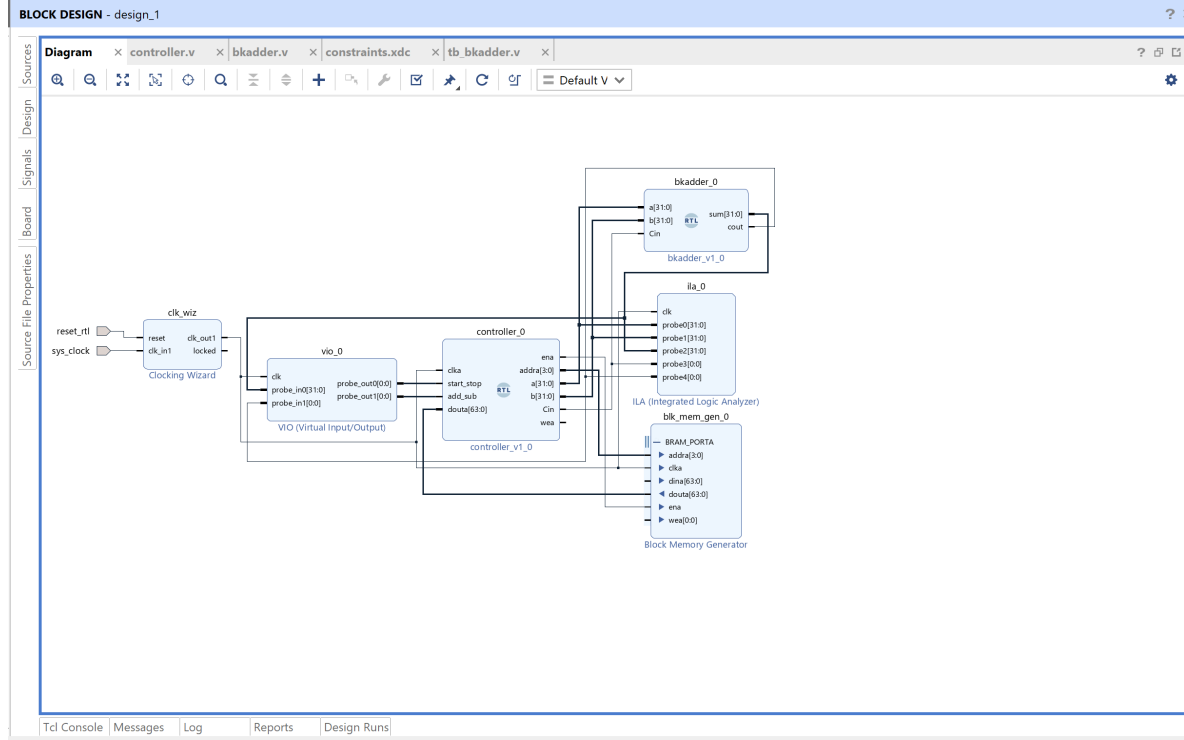 BLOCK DESIGN - design_1 ?
Sources
Design
Signals
Board
Source File Properties
Diagram × controller.v × bkadder.v × constraints.xdc × tb_bkadder.v × ?
Default V
bkadder_0
a[31:0]
b[31:0]
Cin
RTL
sum[31:0]
cout
bkadder_v1_0
ila_0
clk
probe0[31:0]
probe1[31:0]
probe2[31:0]
probe3[0:0]
probe4[0:0]
ILA (Integrated Logic Analyzer)
reset_rtl
sys_clock
clk_wiz
reset
clk_in1
clk_out1
locked
Clocking Wizard
vio_0
clk
probe_in0[31:0]
probe_in1[0:0]
probe_out0[0:0]
probe_out1[0:0]
VIO (Virtual Input/Output)
controller_0
clka
start_stop
add_sub
douta[63:0]
RTL
ena
addra[3:0]
a[31:0]
b[31:0]
Cin
wea
controller_v1_0
blk_mem_gen_0
BRAM_PORTA
addra[3:0]
clka
dina[63:0]
douta[63:0]
ena
wea[0:0]
Block Memory Generator
Tcl Console Messages Log Reports Design Runs